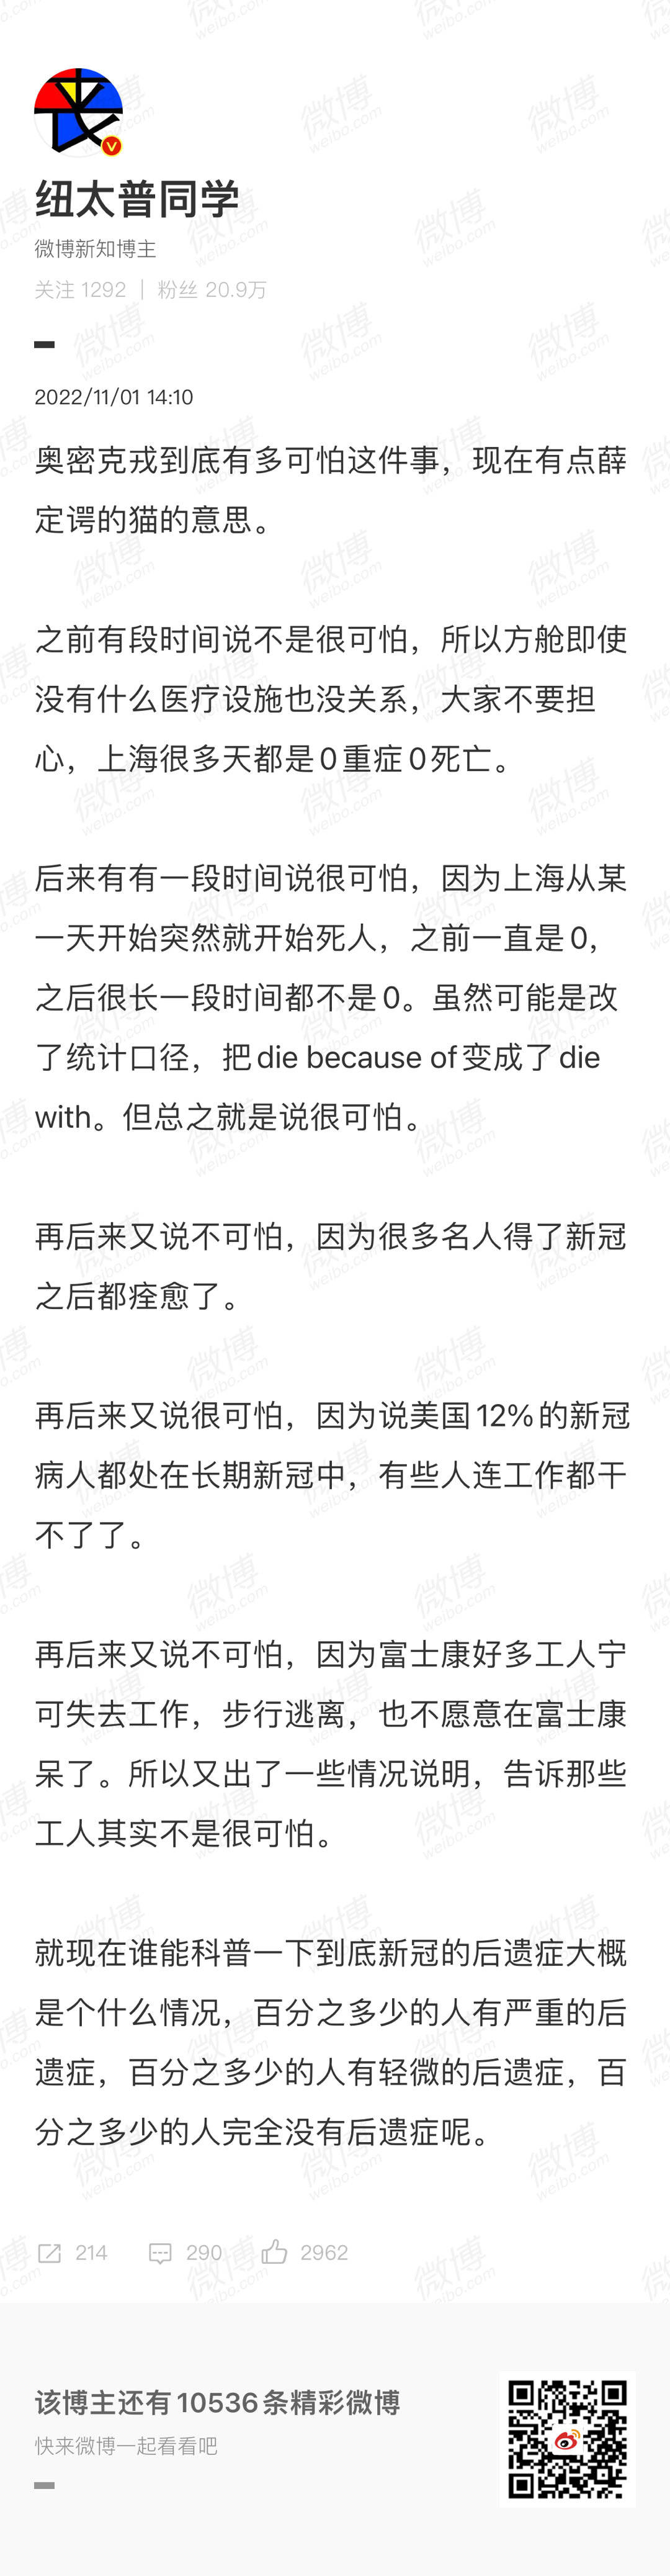 丧
纽太普同学
微博新知博主
关注 1292 | 粉丝 20.9万
2022/11/01 14:10
奥密克戎到底有多可怕这件事，现在有点薛
定谔的猫的意思。
之前有段时间说不是很可怕，所以方舱即使
没有什么医疗设施也没关系，大家不要担
心，上海很多天都是0重症0死亡。
后来有有一段时间说很可怕，因为上海从某
一天开始突然就开始死人，之前一直是0，
之后很长一段时间都不是0。虽然可能是改
了统计口径，把die because of变成了die
with。但总之就是说很可怕。
再后来又说不可怕，因为很多名人得了新冠
之后都痊愈了。
再后来又说很可怕，因为说美国12%的新冠
病人都处在长期新冠中，有些人连工作都干
不了了。
再后来又说不可怕，因为富士康好多工人宁
可失去工作，步行逃离，也不愿意在富士康
呆了。所以又出了一些情况说明，告诉那些
工人其实不是很可怕。
就现在谁能科普一下到底新冠的后遗症大概
是个什么情况，百分之多少的人有严重的后
遗症，百分之多少的人有轻微的后遗症，百
分之多少的人完全没有后遗症呢。
214 290 2962
该博主还有10536条精彩微博
快来微博一起看看吧
微博
weibo.com